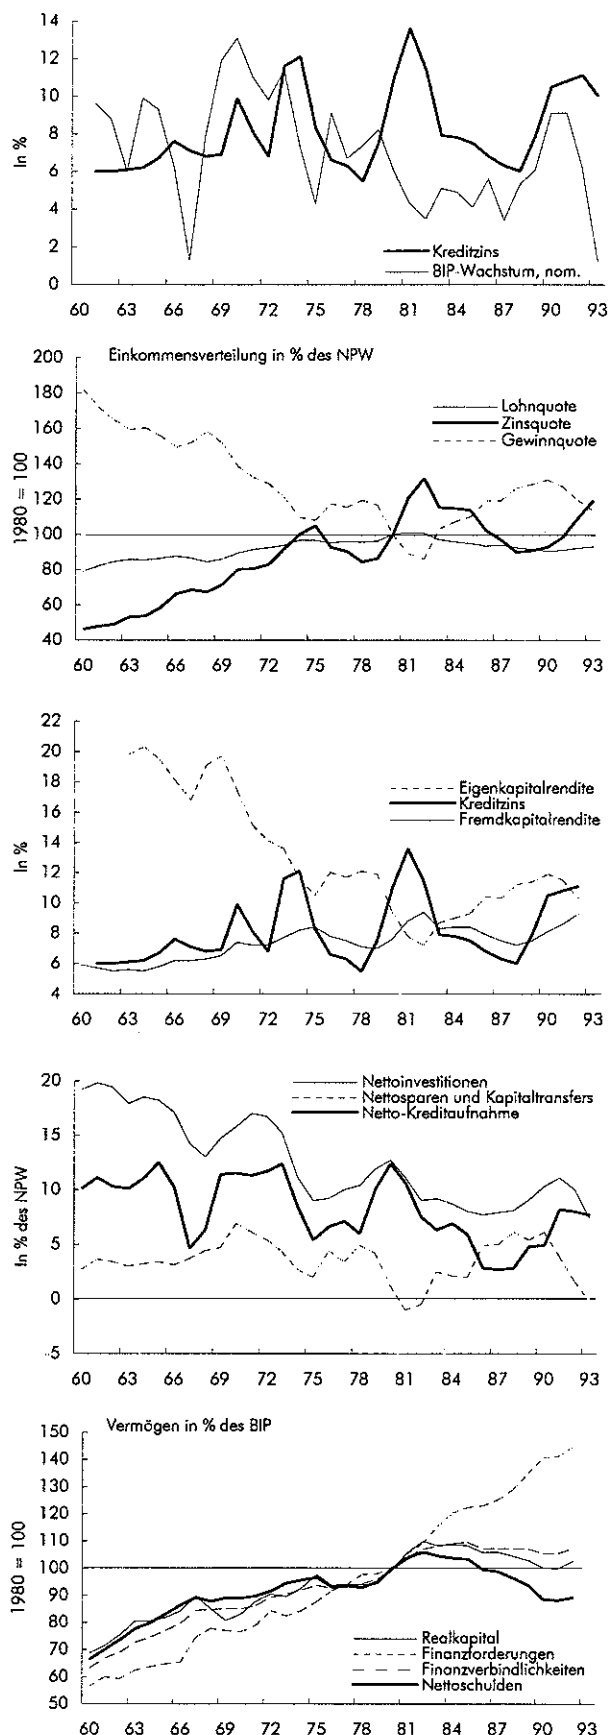 14
12
10
8
6
4
2
0
In %
Kreditzins
BIP-Wachstum, nom.
60 63 66 69 72 75 78 81 84 87 90 93
Einkommensverteilung in % des NPW
200
180
160
140
120
100
80
60
40
1980 = 100
Lohnquote
Zinsquote
Gewinnquote
60 63 66 69 72 75 78 81 84 87 90 93
22
20
18
16
14
12
10
8
6
4
In %
Eigenkapitalrendite
Kreditzins
Fremdkapitalrendite
60 63 66 69 72 75 78 81 84 87 90 93
20
15
10
5
0
-5
In % des NPW
Nettoinvestitionen
Nettosparen und Kapitaltransfers
Netto-Kreditaufnahme
60 63 66 69 72 75 78 81 84 87 90 93
Vermögen in % des BIP
150
140
130
120
110
100
90
80
70
60
50
1980 = 100
Realkapital
Finanzforderungen
Finanzverbindlichkeiten
Nettoschulden
60 63 66 69 72 75 78 81 84 87 90 93